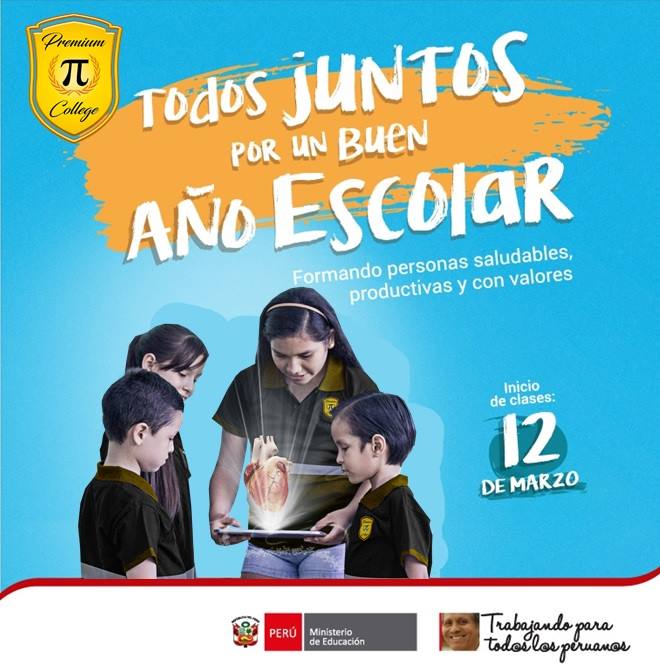 Premium
π
College
Todos juntos
por un buen
año Escolar
Formando personas saludables,
productivas y con valores
Inicio
de clases:
12
DE MARZO
PERÚ
Ministerio
de Educación
Trabajando para
todos los peruanos